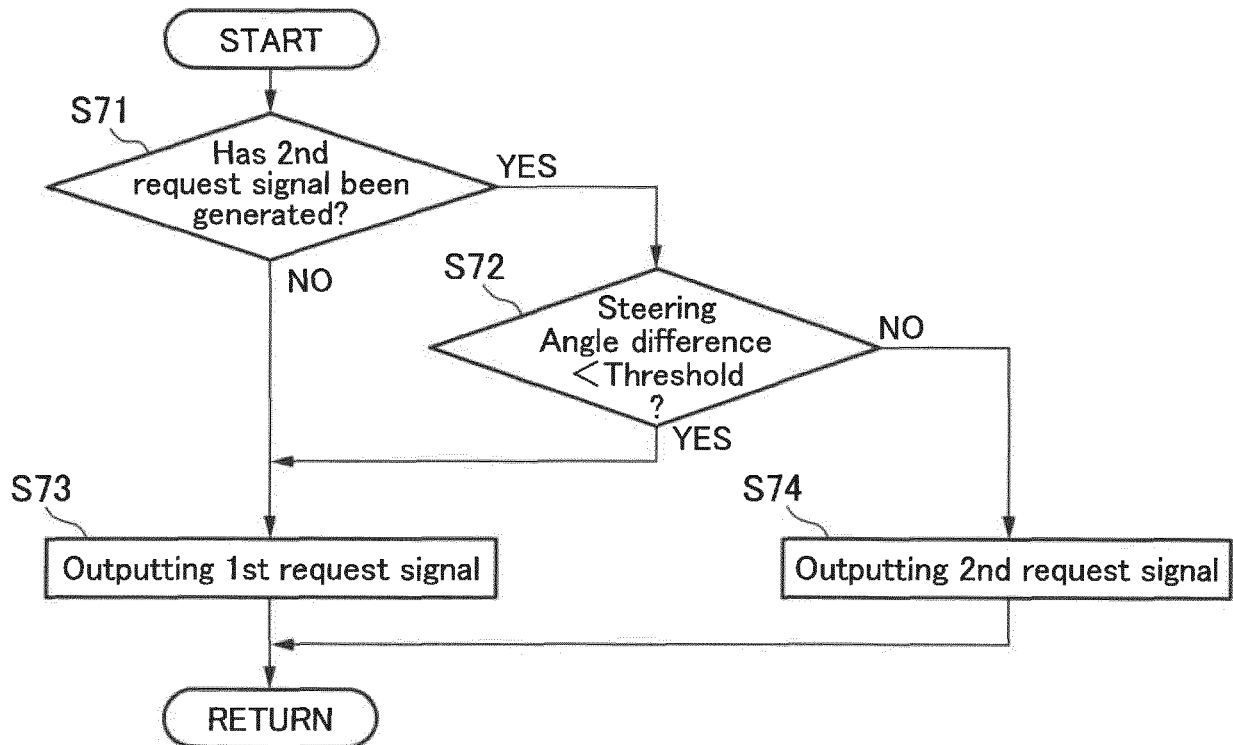 START
S71
Has 2nd
request signal been
generated?
YES
NO
S72
Steering
Angle difference
<Threshold
?
NO
YES
S73
Outputting 1st request signal
S74
Outputting 2nd request signal
RETURN